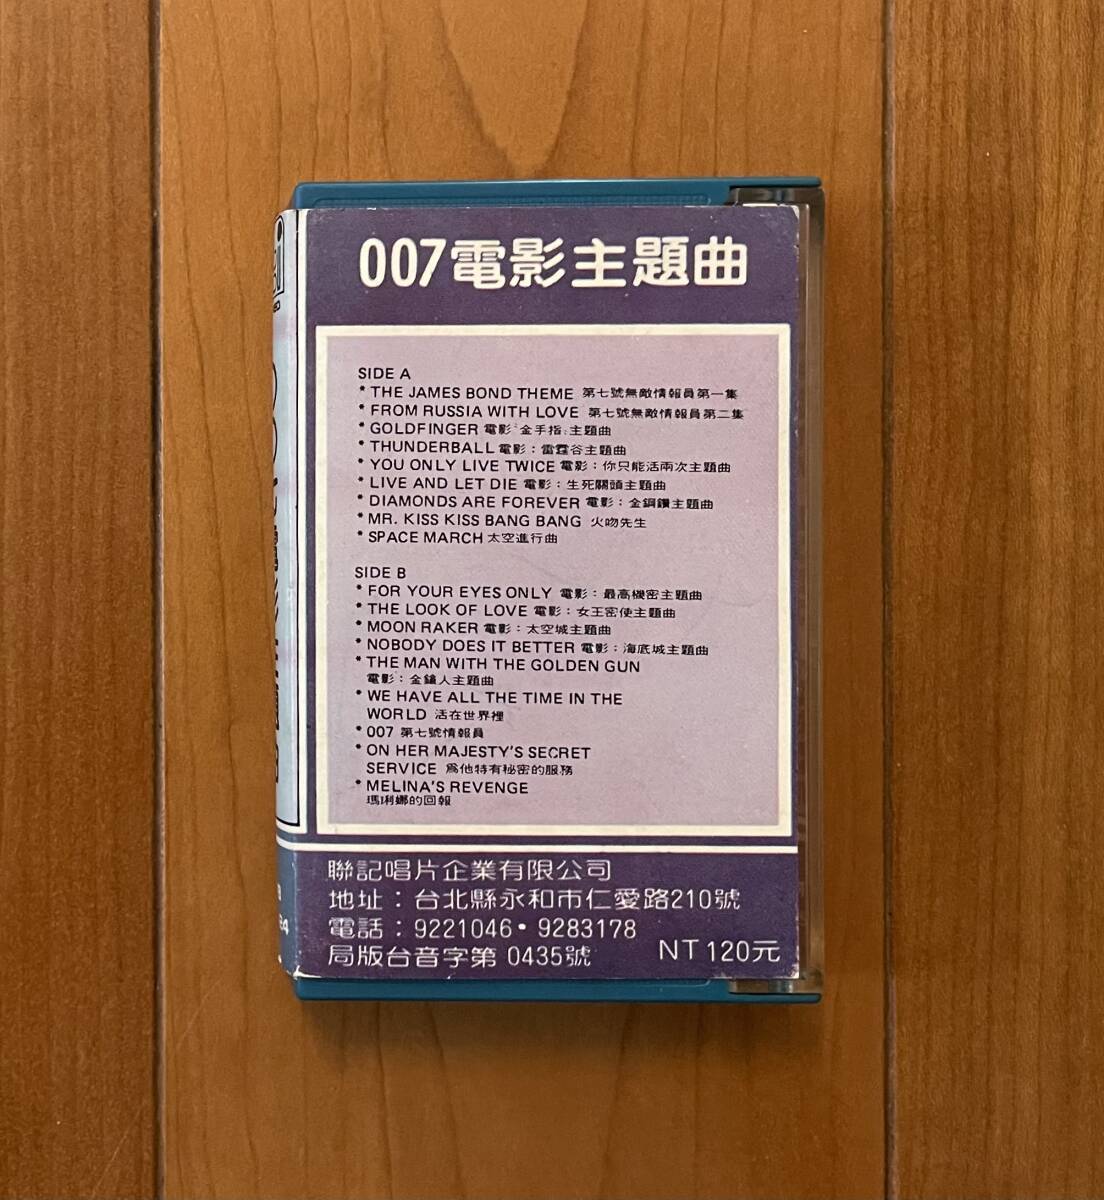 007電影主題曲
SIDE A
* THE JAMES BOND THEME 第七號無敵情報員第一集
* FROM RUSSIA WITH LOVE 第七號無敵情報員第二集
* GOLDFINGER 電影:金手指:主題曲
* THUNDERBALL 電影:雷霆谷主題曲
* YOU ONLY LIVE TWICE 電影:你只能活兩次主題曲
* LIVE AND LET DIE 電影:生死關頭主題曲
* DIAMONDS ARE FOREVER 電影:金鋼鑽主題曲
* MR. KISS KISS BANG BANG 火吻先生
* SPACE MARCH 太空進行曲
SIDE B
* FOR YOUR EYES ONLY 電影:最高機密主題曲
* THE LOOK OF LOVE 電影:女王密使主題曲
* MOON RAKER 電影:太空城主題曲
* NOBODY DOES IT BETTER 電影:海底城主題曲
* THE MAN WITH THE GOLDEN GUN
電影:金鎗人主題曲
* WE HAVE ALL THE TIME IN THE
WORLD 活在世界裡
* 007 第七號情報員
* ON HER MAJESTY'S SECRET
SERVICE 為他特有秘密的服務
* MELINA'S REVENGE
瑪琍娜的回報
聯記唱片企業有限公司
地址:台北縣永和市仁愛路210號
電話:9221046•9283178
局版台音字第 0435號 NT 120元